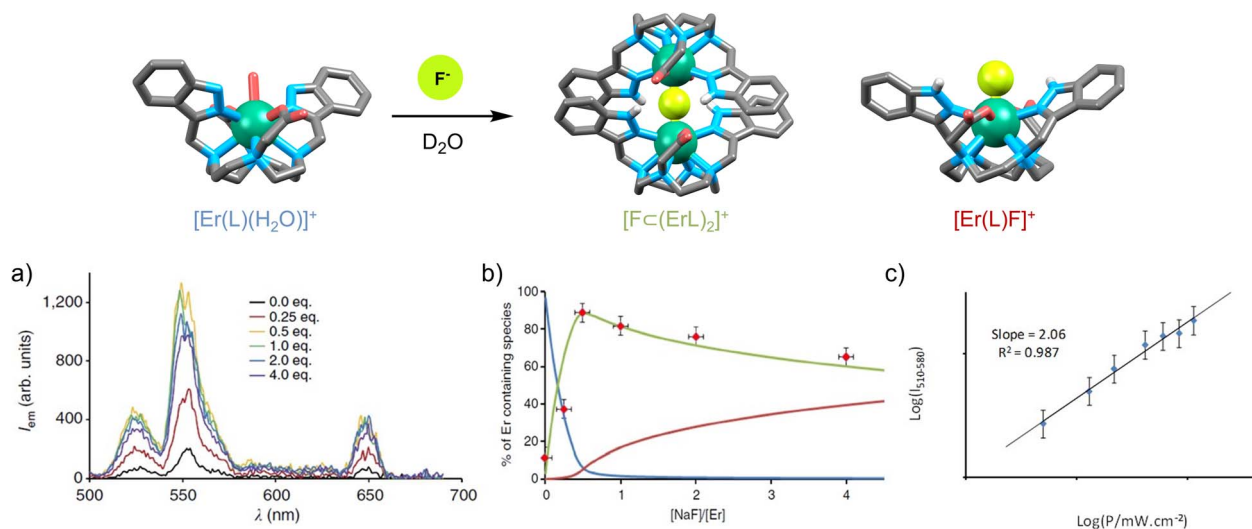 F⁻
D₂O
[Er(L)(H₂O)]⁺
[F⊂(ErL)₂]⁺
[Er(L)F]⁺
a)
1,200
800
400
0
I_em (arb. units)
0.0 eq.
0.25 eq.
0.5 eq.
1.0 eq.
2.0 eq.
4.0 eq.
500
550
600
650
700
λ (nm)
b)
100
80
60
40
20
0
% of Er containing species
0
1
2
3
4
[NaF]/[Er]
c)
Slope = 2.06
R² = 0.987
Log(I₅₁₀₋₅₈₀)
Log(P/mW.cm⁻²)